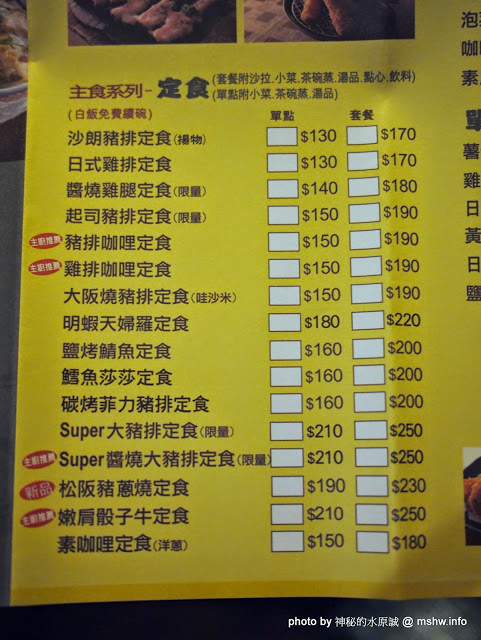 主食系列-定食(套餐附沙拉.小菜.茶碗蒸.湯品.點心.飲料)
(單點附小菜.茶碗蒸.湯品)
(白飯免費續碗) 單點 套餐
沙朗豬排定食(揚物) $130 $170
日式雞排定食 $130 $170
醬燒雞腿定食(限量) $140 $180
起司豬排定食(限量) $150 $190
主廚推薦 豬排咖哩定食 $150 $190
主廚推薦 雞排咖哩定食 $150 $190
大阪燒豬排定食(哇沙米) $150 $190
明蝦天婦羅定食 $180 $220
鹽烤鯖魚定食 $160 $200
鱈魚莎莎定食 $160 $200
碳烤菲力豬排定食 $160 $200
Super大豬排定食(限量) $210 $250
主廚推薦 Super醬燒大豬排定食(限量) $210 $250
新品 松阪豬蔥燒定食 $190 $230
主廚推薦 嫩肩骰子牛定食 $210 $250
素咖哩定食(洋蔥) $150 $180
咖
素
單
薯
雞
日
黃
日
鹽
photo by 神秘的水原誠 @ mshw.info